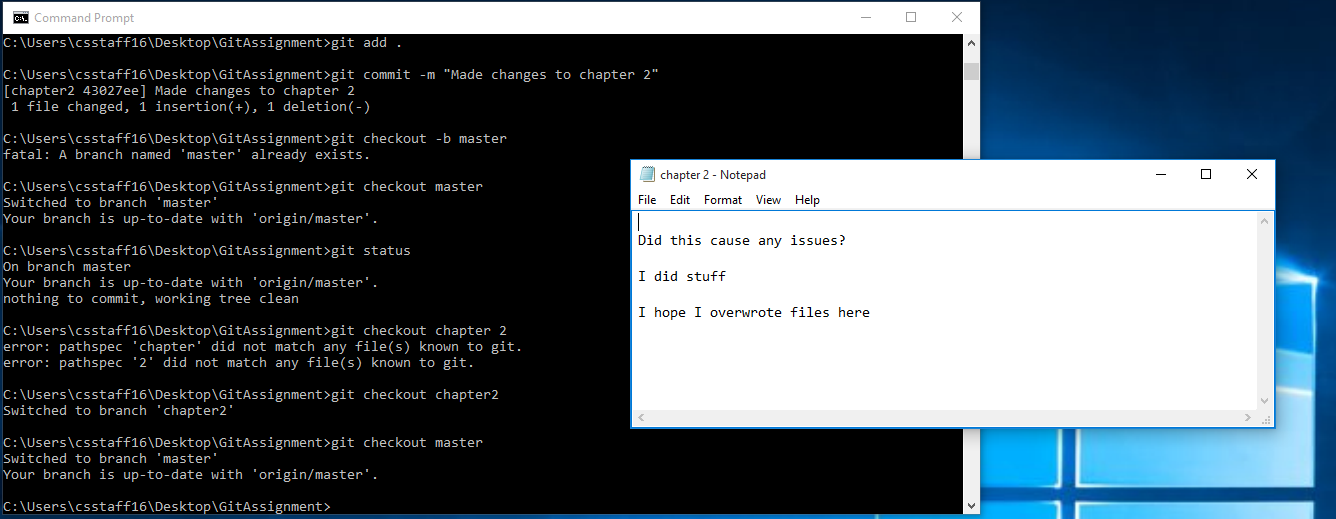 Command Prompt
C:\Users\csstaff16\Desktop\GitAssignment>git add .
C:\Users\csstaff16\Desktop\GitAssignment>git commit -m "Made changes to chapter 2"
[chapter2 43027ee] Made changes to chapter 2
 1 file changed, 1 insertion(+), 1 deletion(-)
C:\Users\csstaff16\Desktop\GitAssignment>git checkout -b master
fatal: A branch named 'master' already exists.
C:\Users\csstaff16\Desktop\GitAssignment>git checkout master
Switched to branch 'master'
Your branch is up-to-date with 'origin/master'.
C:\Users\csstaff16\Desktop\GitAssignment>git status
On branch master
Your branch is up-to-date with 'origin/master'.
nothing to commit, working tree clean
C:\Users\csstaff16\Desktop\GitAssignment>git checkout chapter 2
error: pathspec 'chapter' did not match any file(s) known to git.
error: pathspec '2' did not match any file(s) known to git.
C:\Users\csstaff16\Desktop\GitAssignment>git checkout chapter2
Switched to branch 'chapter2'
C:\Users\csstaff16\Desktop\GitAssignment>git checkout master
Switched to branch 'master'
Your branch is up-to-date with 'origin/master'.
C:\Users\csstaff16\Desktop\GitAssignment>
chapter 2 - Notepad
File Edit Format View Help
Did this cause any issues?
I did stuff
I hope I overwrote files here